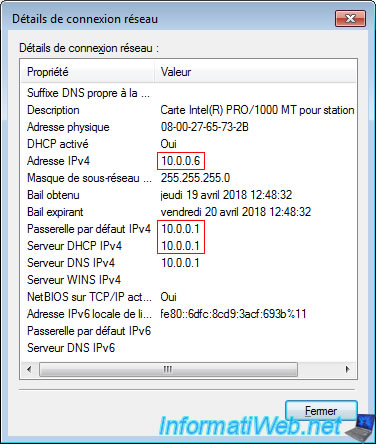 Détails de connexion réseau
Détails de connexion réseau :
Propriété Valeur
Suffixe DNS propre à la ...
Description Carte Intel(R) PRO/1000 MT pour station
Adresse physique 08-00-27-65-73-2B
DHCP activé Oui
Adresse IPv4 10.0.0.6
Masque de sous-réseau ... 255.255.255.0
Bail obtenu jeudi 19 avril 2018 12:48:32
Bail expirant vendredi 20 avril 2018 12:48:32
Passerelle par défaut IPv4 10.0.0.1
Serveur DHCP IPv4 10.0.0.1
Serveur DNS IPv4 10.0.0.1
Serveur WINS IPv4
NetBIOS sur TCP/IP act... Oui
Adresse IPv6 locale de li... fe80::6dfc:8cd9:3acf:693b%11
Passerelle par défaut IPv6
Serveur DNS IPv6
Fermer
InformatiWeb.net